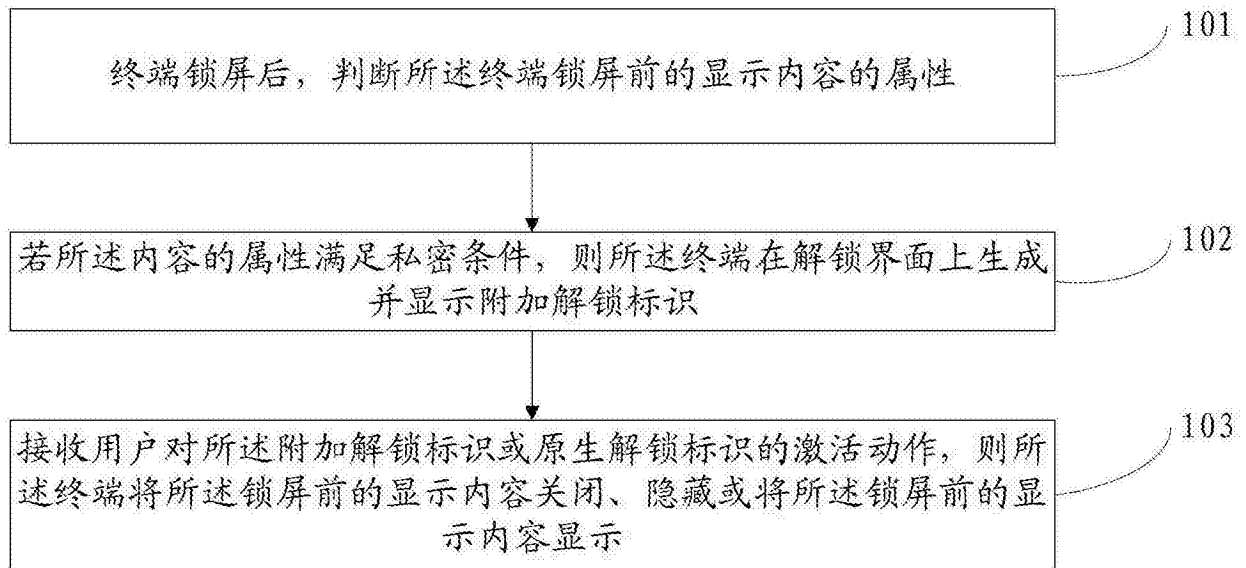 101
终端锁屏后，判断所述终端锁屏前的显示内容的属性
102
若所述内容的属性满足私密条件，则所述终端在解锁界面上生成
并显示附加解锁标识
103
接收用户对所述附加解锁标识或原生解锁标识的激活动作，则所
述终端将所述锁屏前的显示内容关闭、隐藏或将所述锁屏前的显
示内容显示